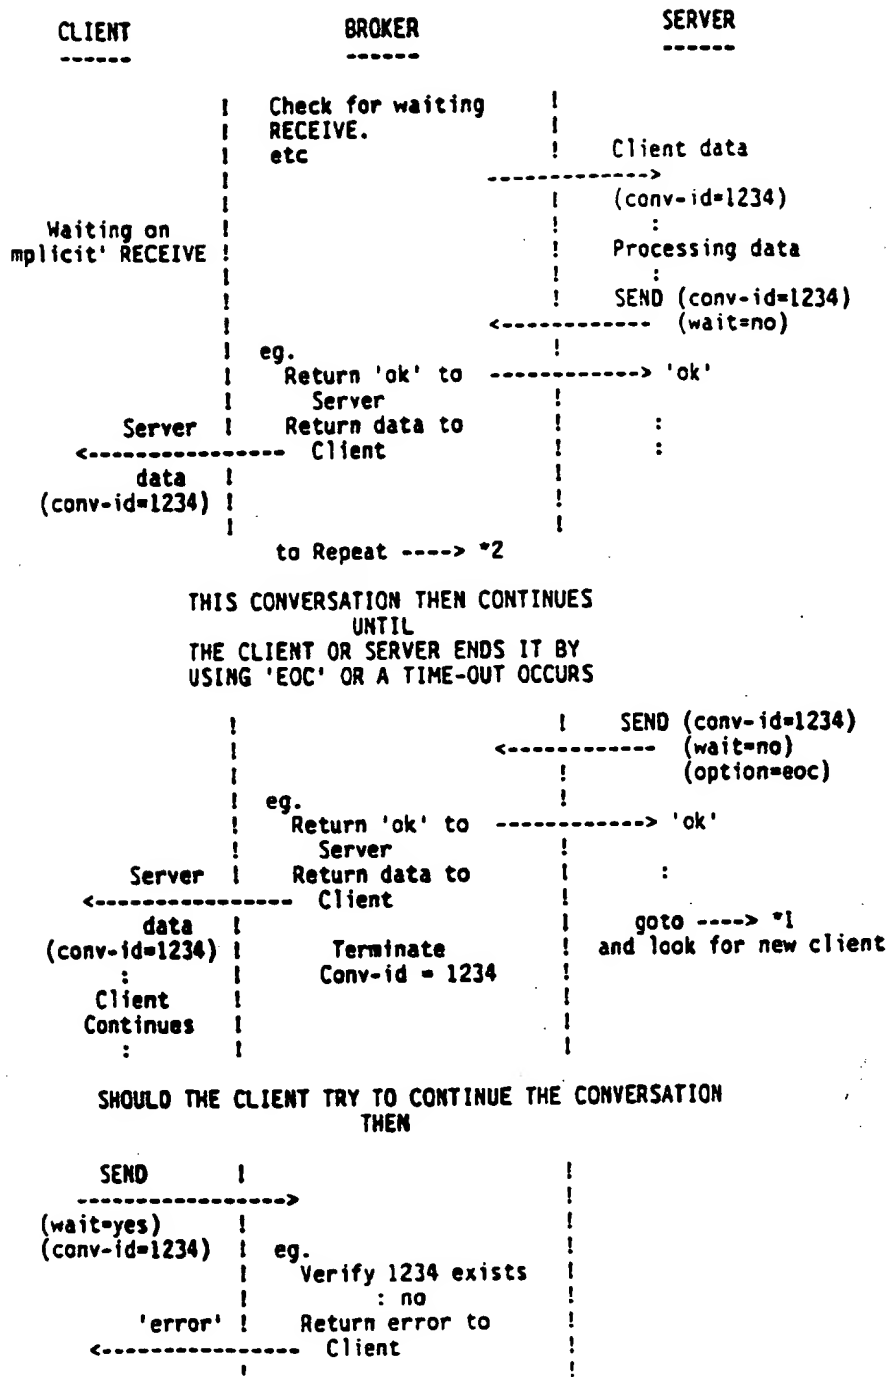 CLIENT BROKER SERVER
------ ------ ------
! Check for waiting !
! RECEIVE. !
! etc ! Client data
! ------------->
! ! (conv-id=1234)
Waiting on ! ! :
mplicit' RECEIVE ! ! Processing data
! ! :
! ! SEND (conv-id=1234)
! <------------ (wait=no)
! eg. !
! Return 'ok' to ------------> 'ok'
! Server !
Server ! Return data to ! :
<----------------- Client ! :
data ! !
(conv-id=1234) ! !
! !
to Repeat ----> *2
THIS CONVERSATION THEN CONTINUES
UNTIL
THE CLIENT OR SERVER ENDS IT BY
USING 'EOC' OR A TIME-OUT OCCURS
! ! SEND (conv-id=1234)
! <------------ (wait=no)
! ! (option=eoc)
! eg. !
! Return 'ok' to ------------> 'ok'
! Server !
Server ! Return data to ! :
<----------------- Client !
data ! ! goto ----> *1
(conv-id=1234) ! Terminate ! and look for new client
: ! Conv-id = 1234 !
Client ! !
Continues ! !
: ! !
SHOULD THE CLIENT TRY TO CONTINUE THE CONVERSATION
THEN
SEND ! !
-----------------> !
(wait=yes) ! !
(conv-id=1234) ! eg. !
! Verify 1234 exists !
! : no !
'error' ! Return error to !
<----------------- Client !
! !